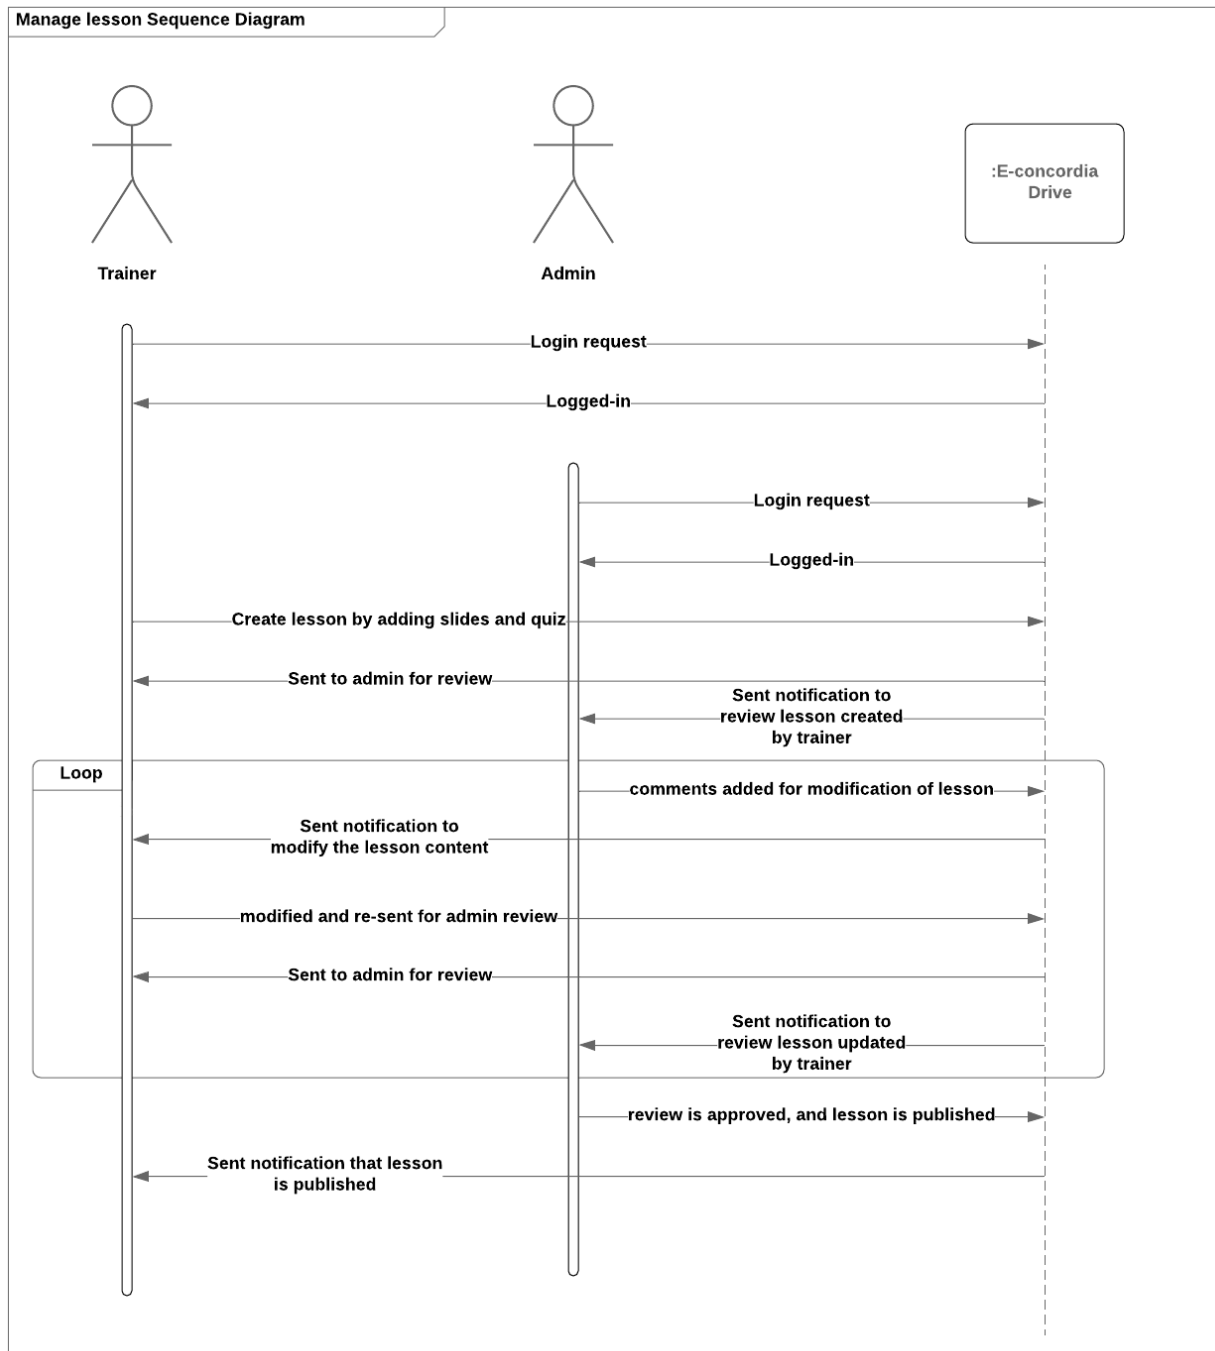 Manage lesson Sequence Diagram
:E-concordia
Drive
Trainer
Admin
Login request
Logged-in
Login request
Logged-in
Create lesson by adding slides and quiz
Sent to admin for review
Sent notification to
review lesson created
by trainer
Loop
comments added for modification of lesson
Sent notification to
modify the lesson content
modified and re-sent for admin review
Sent to admin for review
Sent notification to
review lesson updated
by trainer
review is approved, and lesson is published
Sent notification that lesson
is published